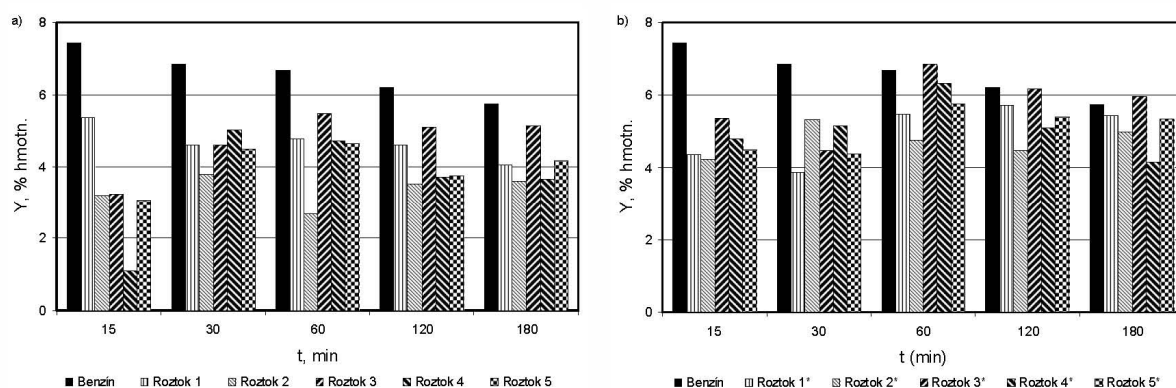 a)
8
6
4
2
0
Y, % hmotn.
15 30 60 120 180
t, min
Benzín Roztok 1 Roztok 2 Roztok 3 Roztok 4 Roztok 5
b)
8
6
4
2
0
Y, % hmotn.
15 30 60 120 180
t (min)
Benzín Roztok 1* Roztok 2* Roztok 3* Roztok 4* Roztok 5*